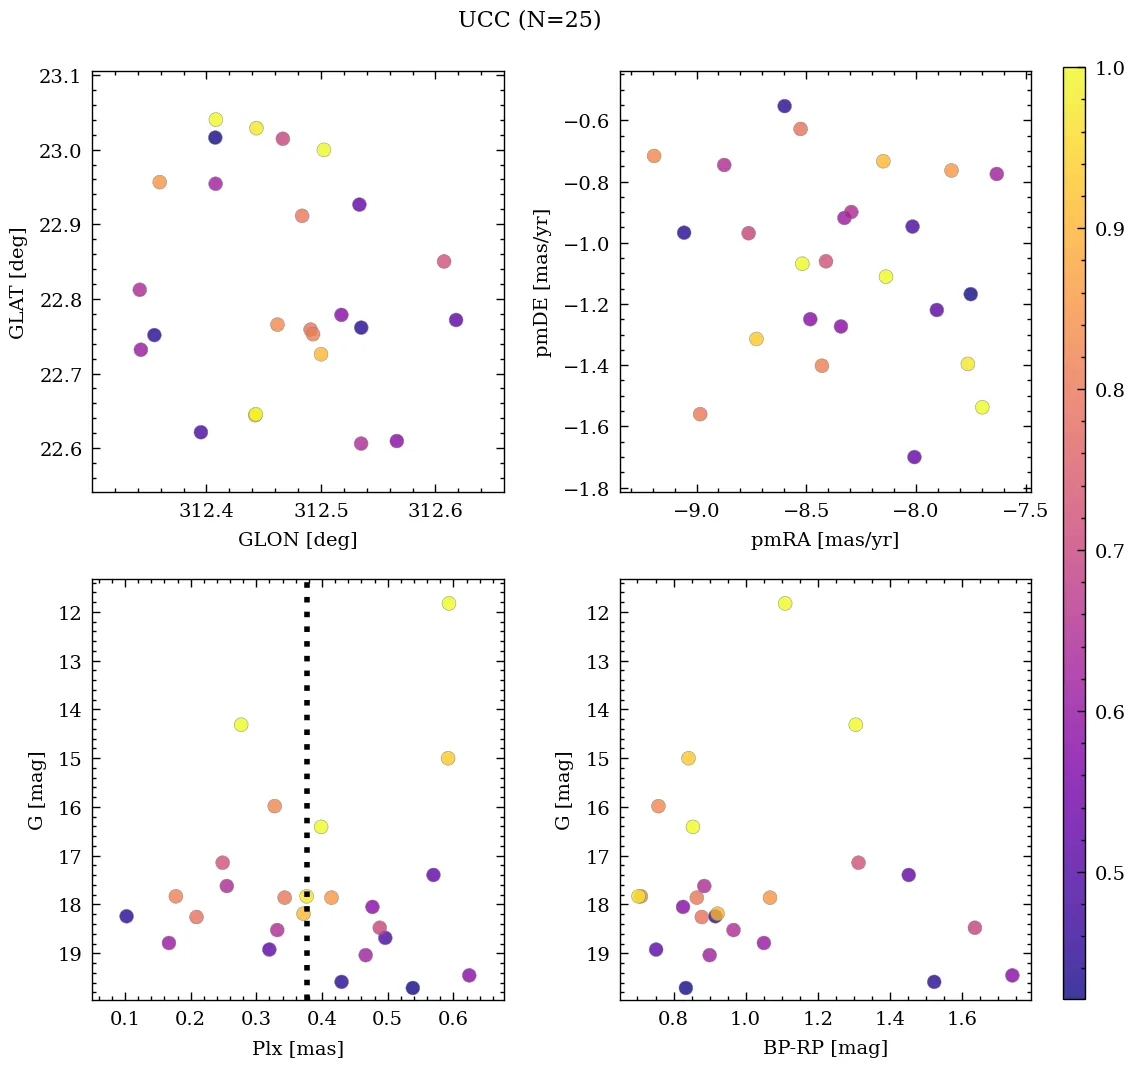 UCC (N=25)
23.1
23.0
22.9
22.8
22.7
22.6
GLAT [deg]
312.4 312.5 312.6
GLON [deg]
−0.6
−0.8
−1.0
−1.2
−1.4
−1.6
−1.8
pmDE [mas/yr]
−9.0 −8.5 −8.0 −7.5
pmRA [mas/yr]
12
13
14
15
16
17
18
19
G [mag]
0.1 0.2 0.3 0.4 0.5 0.6
Plx [mas]
12
13
14
15
16
17
18
19
G [mag]
0.8 1.0 1.2 1.4 1.6
BP-RP [mag]
1.0
0.9
0.8
0.7
0.6
0.5